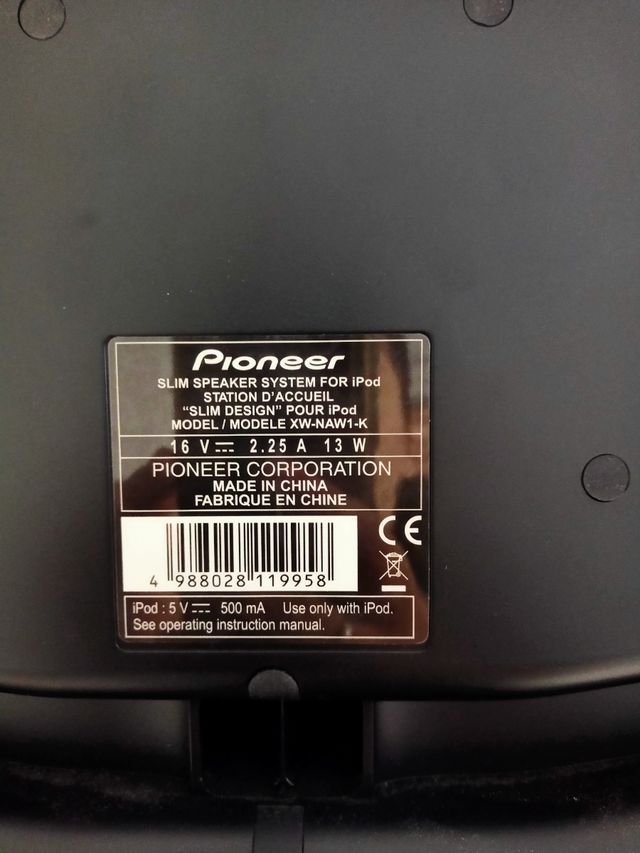 Pioneer
SLIM SPEAKER SYSTEM FOR iPod
STATION D'ACCUEIL
"SLIM DESIGN" POUR iPod
MODEL / MODELE XW-NAW1-K
16 V⎓ 2.25 A 13 W
PIONEER CORPORATION
MADE IN CHINA
FABRIQUE EN CHINE
CE
4 988028 119958
iPod : 5 V⎓ 500 mA Use only with iPod.
See operating instruction manual.